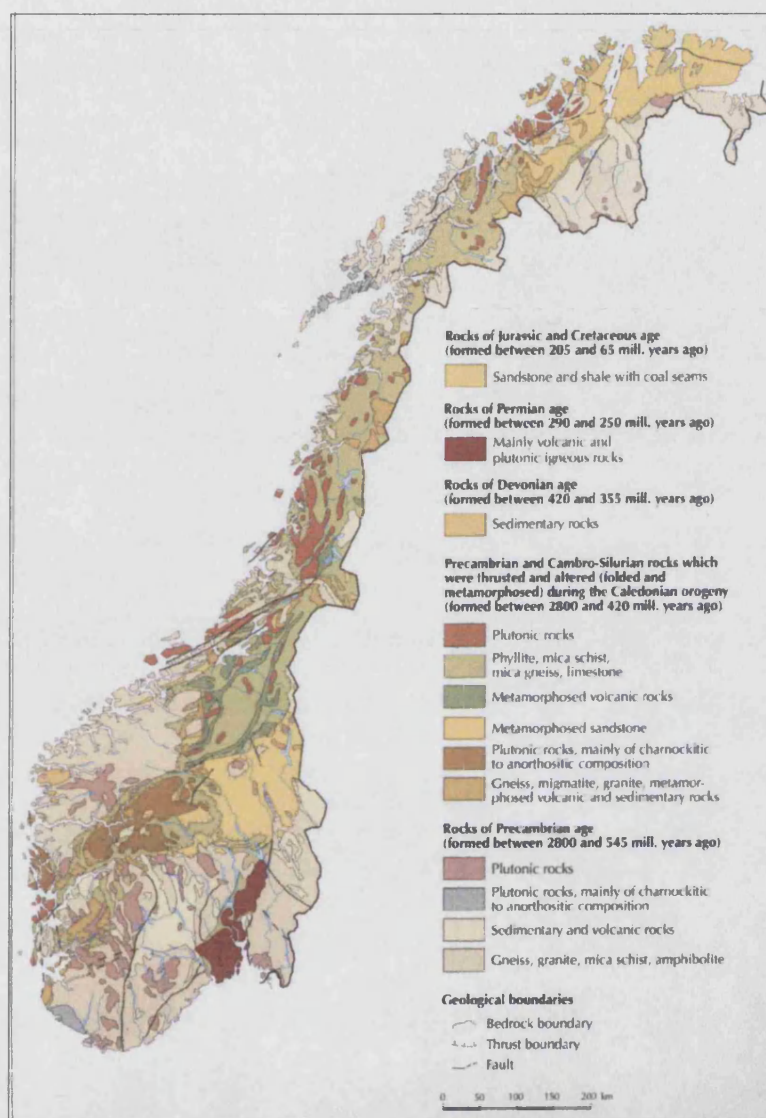 Rocks of Jurassic and Cretaceous age
(formed between 205 and 65 mill. years ago)
Sandstone and shale with coal seams
Rocks of Permian age
(formed between 290 and 250 mill. years ago)
Mainly volcanic and
plutonic igneous rocks
Rocks of Devonian age
(formed between 420 and 355 mill. years ago)
Sedimentary rocks
Precambrian and Cambro-Silurian rocks which
were thrusted and altered (folded and
metamorphosed) during the Caledonian orogeny
(formed between 2800 and 420 mill. years ago)
Plutonic rocks
Phyllite, mica schist,
mica gneiss, limestone
Metamorphosed volcanic rocks
Metamorphosed sandstone
Plutonic rocks, mainly of charnockitic
to anorthositic composition
Gneiss, migmatite, granite, metamor-
phosed volcanic and sedimentary rocks
Rocks of Precambrian age
(formed between 2800 and 545 mill. years ago)
Plutonic rocks
Plutonic rocks, mainly of charnockitic
to anorthositic composition
Sedimentary and volcanic rocks
Gneiss, granite, mica schist, amphibolite
Geological boundaries
Bedrock boundary
Thrust boundary
Fault
0 50 100 150 200 km